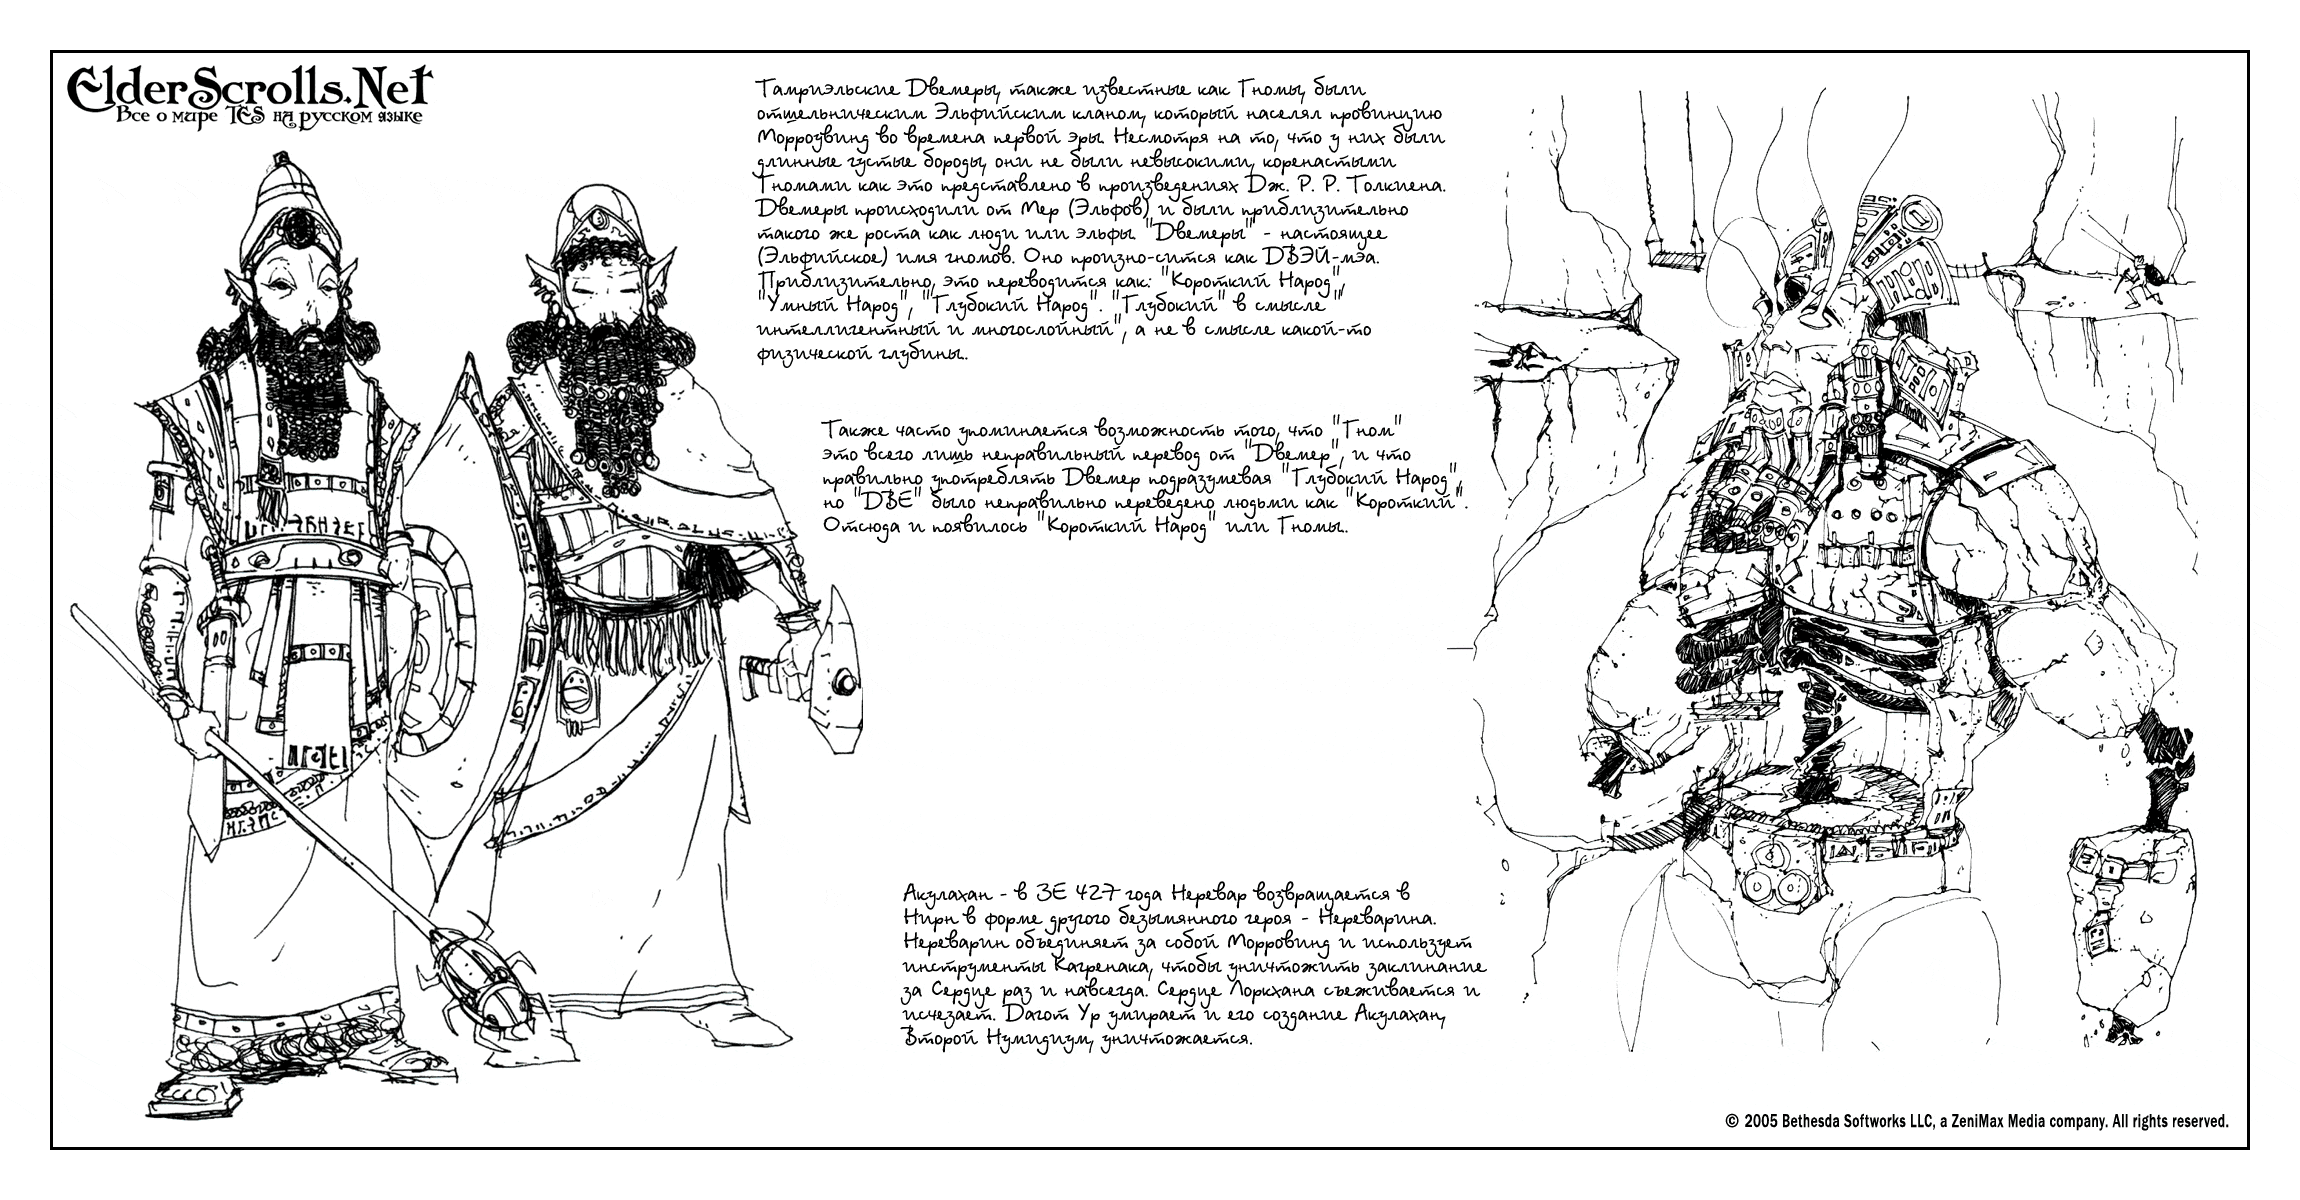 ElderScrolls.Net
Все о мире TES на русском языке
Тамриэльские Двемеры, также известные как Гномы, были
отшельническим Эльфийским кланом, который населял провинцию
Морроувинд во времена первой эры. Несмотря на то, что у них были
длинные густые бороды, они не были невысокими, коренастыми
Гномами как это представлено в произведениях Дж. Р. Р. Толкиена.
Двемеры происходили от Мер (Эльфов) и были приблизительно
такого же роста как люди или эльфы. "Двемеры" - настоящее
(Эльфийское) имя гномов. Оно произно-сится как ДВЭЙ-мэа.
Приблизительно, это переводится как: "Короткий Народ",
"Умный Народ", "Глубокий Народ". "Глубокий" в смысле "
интеллигентный и многослойный", а не в смысле какой-то
физической глубины..
Также часто упоминается возможность того, что "Гном"
это всего лишь неправильный перевод от "Двемер", и что
правильно употреблять Двемер подразумевая "Глубокий Народ",
но "ДВЕ" было неправильно переведено людьми как "Короткий".
Отсюда и появилось "Короткий Народ" или Гномы..
Акулахан - в 3E 427 года Неревар возвращается в
Нирн в форме другого безымянного героя - Нереварина.
Нереварин объединяет за собой Морровинд и использует
инструменты Кагренака, чтобы уничтожить заклинание
за Сердце раз и навсегда. Сердце Лоркхана съеживается и
исчезает. Дагот Ур умирает и его создание Акулахан,
Второй Нумидиум, уничтожается.
© 2005 Bethesda Softworks LLC, a ZeniMax Media company. All rights reserved.